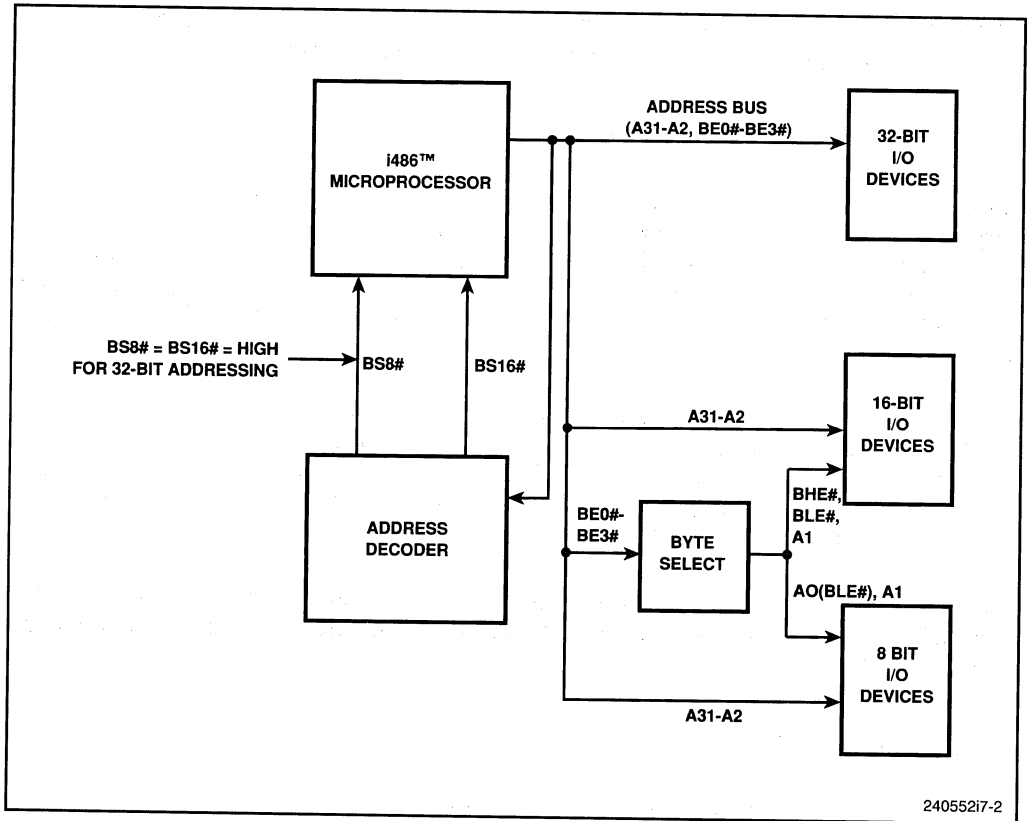 i486™
MICROPROCESSOR
ADDRESS BUS
(A31-A2, BE0#-BE3#)
32-BIT
I/O
DEVICES
BS8# = BS16# = HIGH
FOR 32-BIT ADDRESSING
BS8#
BS16#
A31-A2
16-BIT
I/O
DEVICES
ADDRESS
DECODER
BE0#-
BE3#
BYTE
SELECT
BHE#,
BLE#,
A1
AO(BLE#), A1
8 BIT
I/O
DEVICES
A31-A2
240552i7-2